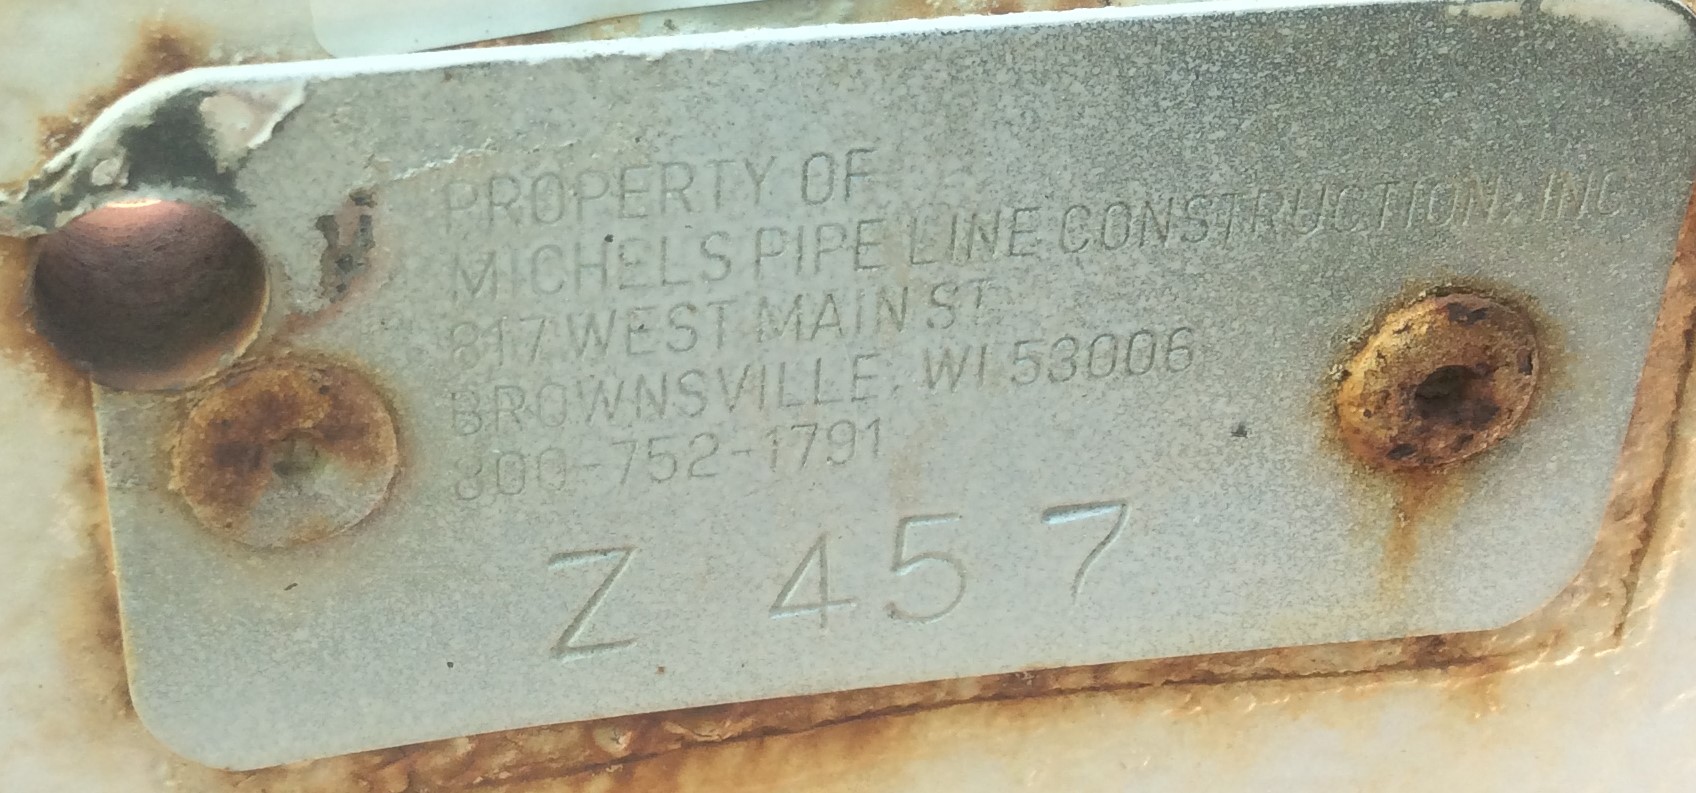 PROPERTY OF
MICHELS PIPE LINE CONSTRUCTION, INC.
817 WEST MAIN ST
BROWNSVILLE, WI 53006
800-752-1791
Z 457